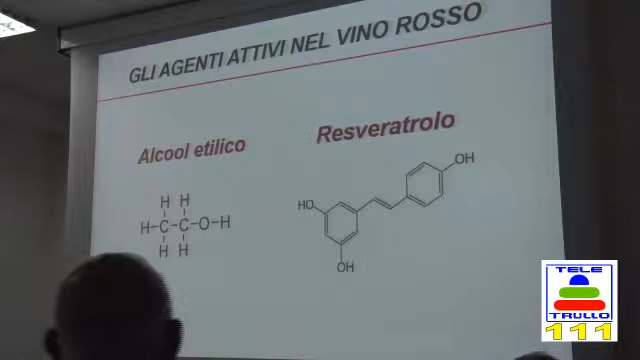 GLI AGENTI ATTIVI NEL VINO ROSSO
Alcool etilico
Resveratrolo
H H
H-C-C-O-H
H H
HO
OH
OH
TELE
TRULLO
111